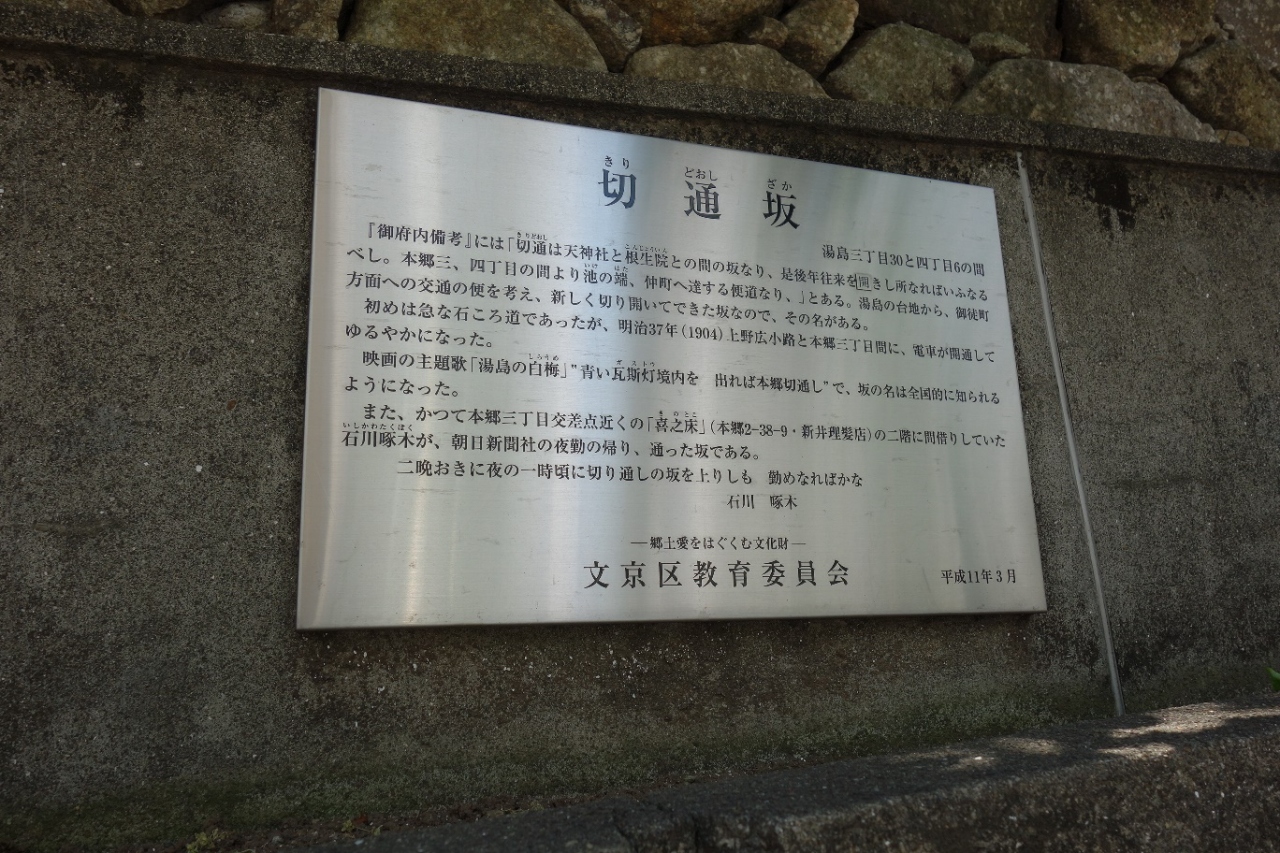 切通坂
きり どおし ざか
湯島三丁目30と四丁目6の間
『御府内備考』には「切通は天神社と根生院との間の坂なり、是後年往来を開きし所なればいふなる
べし。本郷三、四丁目の間より池の端、仲町へ達する便道なり、」とある。湯島の台地から、御徒町
方面への交通の便を考え、新しく切り開いてできた坂なので、その名がある。
初めは急な石ころ道であったが、明治37年(1904)上野広小路と本郷三丁目間に、電車が開通して
ゆるやかになった。
映画の主題歌「湯島の白梅」"青い瓦斯灯境内を 出れば本郷切通し"で、坂の名は全国的に知られる
ようになった。
また、かつて本郷三丁目交差点近くの「喜之床」(本郷2-38-9・新井理髪店)の二階に間借りしていた
石川啄木が、朝日新聞社の夜勤の帰り、通った坂である。
二晩おきに夜の一時頃に切り通しの坂を上りしも 勤めなればかな
石川 啄木
―郷土愛をはぐくむ文化財―
文京区教育委員会 平成11年3月